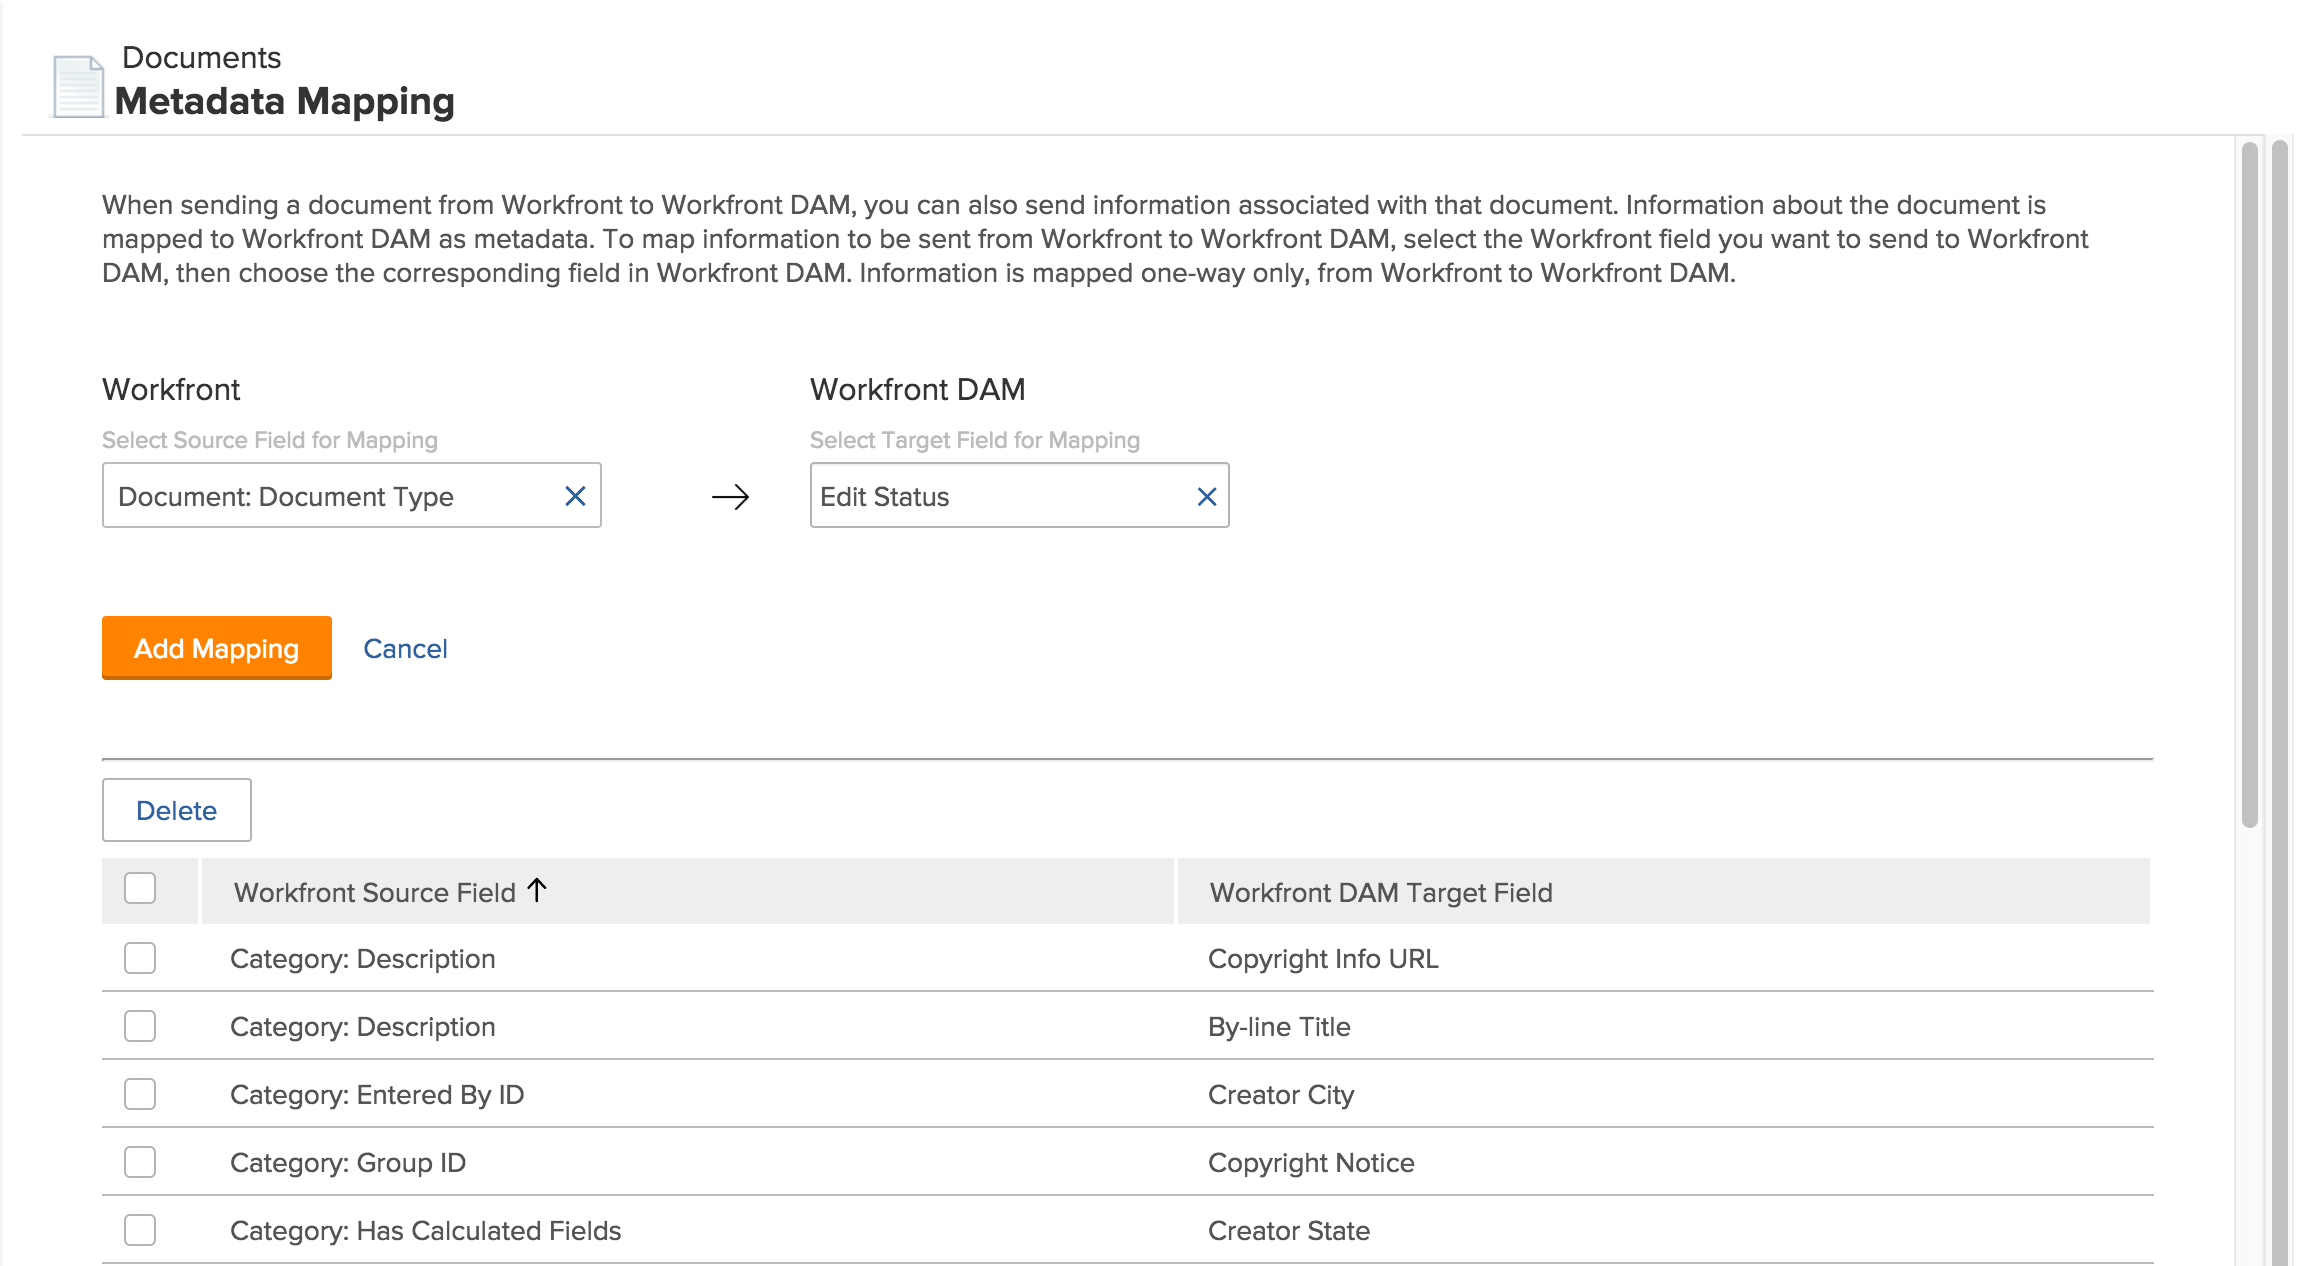 Documents
Metadata Mapping
When sending a document from Workfront to Workfront DAM, you can also send information associated with that document. Information about the document is
mapped to Workfront DAM as metadata. To map information to be sent from Workfront to Workfront DAM, select the Workfront field you want to send to Workfront
DAM, then choose the corresponding field in Workfront DAM. Information is mapped one-way only, from Workfront to Workfront DAM.
Workfront
Workfront DAM
Select Source Field for Mapping
Select Target Field for Mapping
Document: Document Type
Edit Status
Add Mapping
Cancel
Delete
Workfront Source Field
Workfront DAM Target Field
Category: Description
Copyright Info URL
Category: Description
By-line Title
Category: Entered By ID
Creator City
Category: Group ID
Copyright Notice
Category: Has Calculated Fields
Creator State